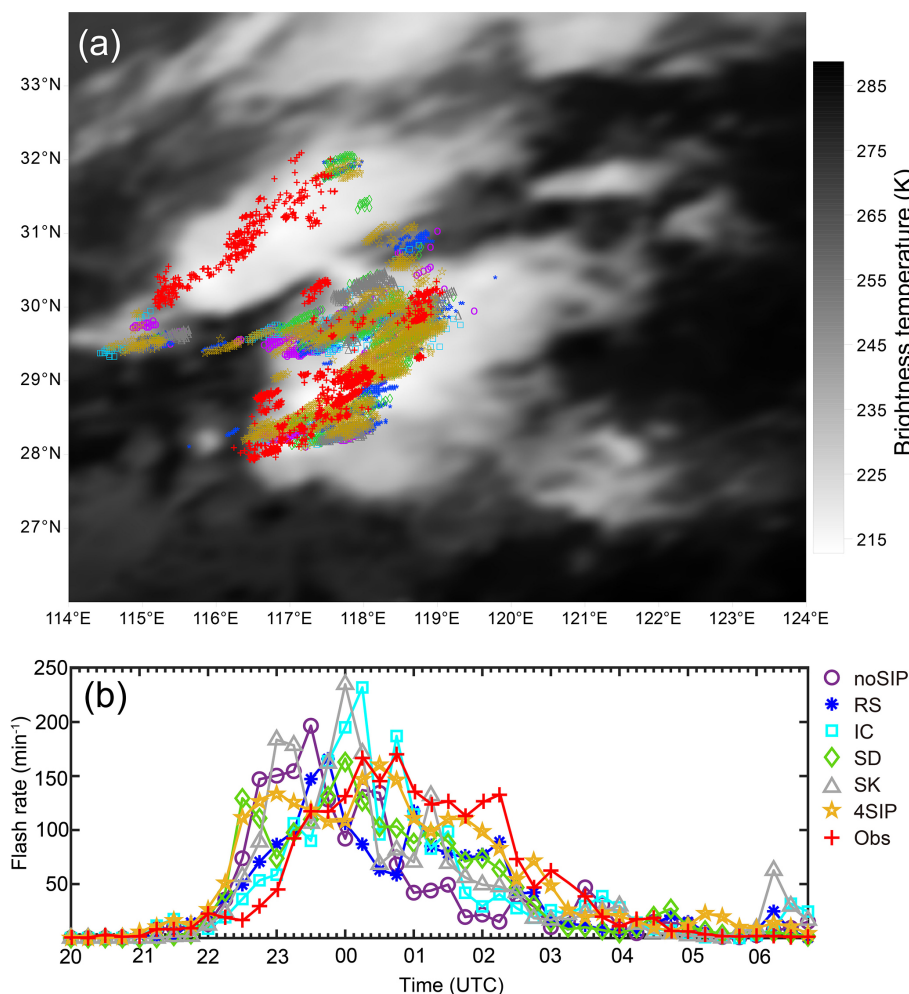 (a)
33°N
32°N
31°N
30°N
29°N
28°N
27°N
114°E 115°E 116°E 117°E 118°E 119°E 120°E 121°E 122°E 123°E 124°E
285
275
265
255
245
235
225
215
Brightness temperature (K)
(b)
250
200
150
100
50
Flash rate (min⁻¹)
20 21 22 23 00 01 02 03 04 05 06
Time (UTC)
noSIP
RS
IC
SD
SK
4SIP
Obs